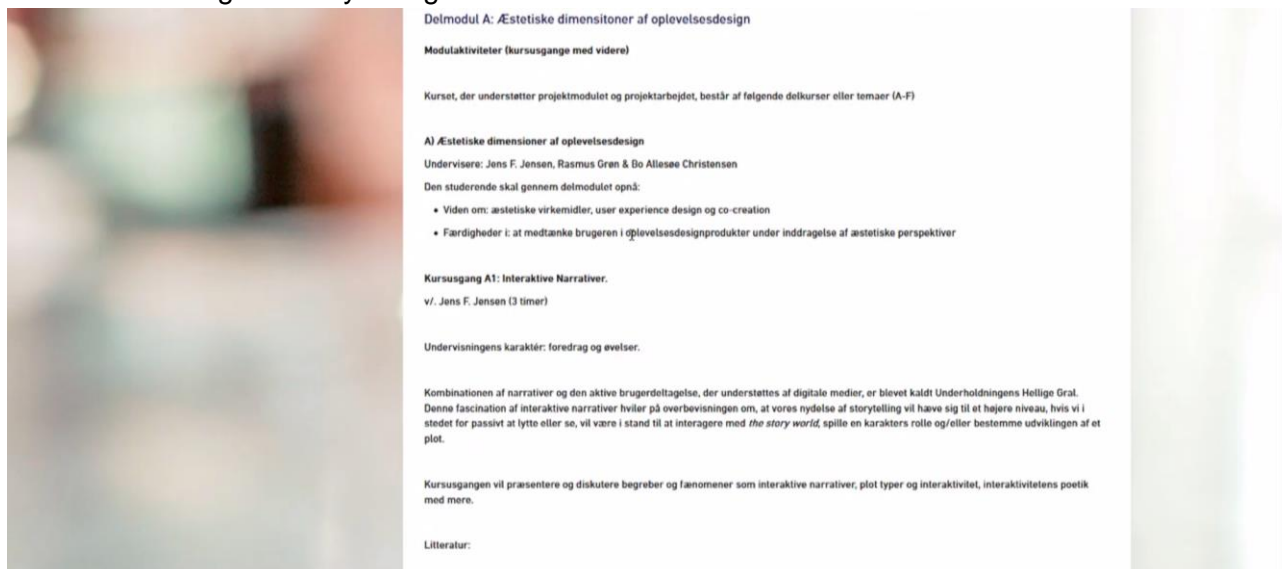 Delmodul A: Æstetiske dimensitoner af oplevelsesdesign
Modulaktiviteter (kursusgange med videre)
Kurset, der understøtter projektmodulet og projektarbejdet, består af følgende delkurser eller temaer (A-F)
A) Æstetiske dimensioner af oplevelsesdesign
Undervisere: Jens F. Jensen, Rasmus Grøn & Bo Allesøe Christensen
Den studerende skal gennem delmodulet opnå:
• Viden om: æstetiske virkemidler, user experience design og co-creation
• Færdigheder i: at medtænke brugeren i oplevelsesdesignprodukter under inddragelse af æstetiske perspektiver
Kursusgang A1: Interaktive Narrativer.
v/. Jens F. Jensen (3 timer)
Undervisningens karaktér: foredrag og øvelser.
Kombinationen af narrativer og den aktive brugerdeltagelse, der understøttes af digitale medier, er blevet kaldt Underholdningens Hellige Gral.
Denne fascination af interaktive narrativer hviler på overbevisningen om, at vores nydelse af storytelling vil hæve sig til et højere niveau, hvis vi i
stedet for passivt at lytte eller se, vil være i stand til at interagere med the story world, spille en karakters rolle og/eller bestemme udviklingen af et
plot.
Kursusgangen vil præsentere og diskutere begreber og fænomener som interaktive narrativer, plot typer og interaktivitet, interaktivitetens poetik
med mere.
Litteratur: